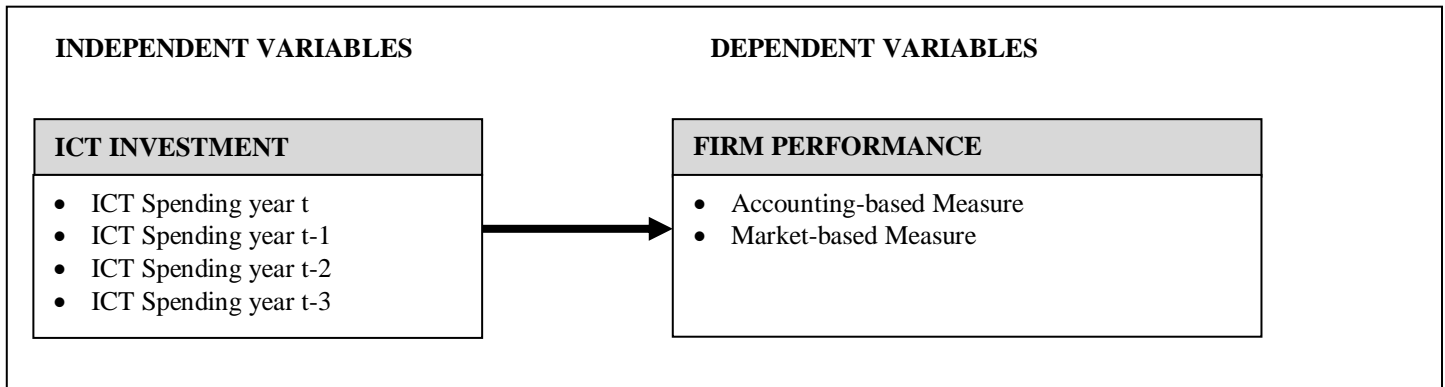 INDEPENDENT VARIABLES
DEPENDENT VARIABLES
ICT INVESTMENT
• ICT Spending year t
• ICT Spending year t-1
• ICT Spending year t-2
• ICT Spending year t-3
FIRM PERFORMANCE
• Accounting-based Measure
• Market-based Measure